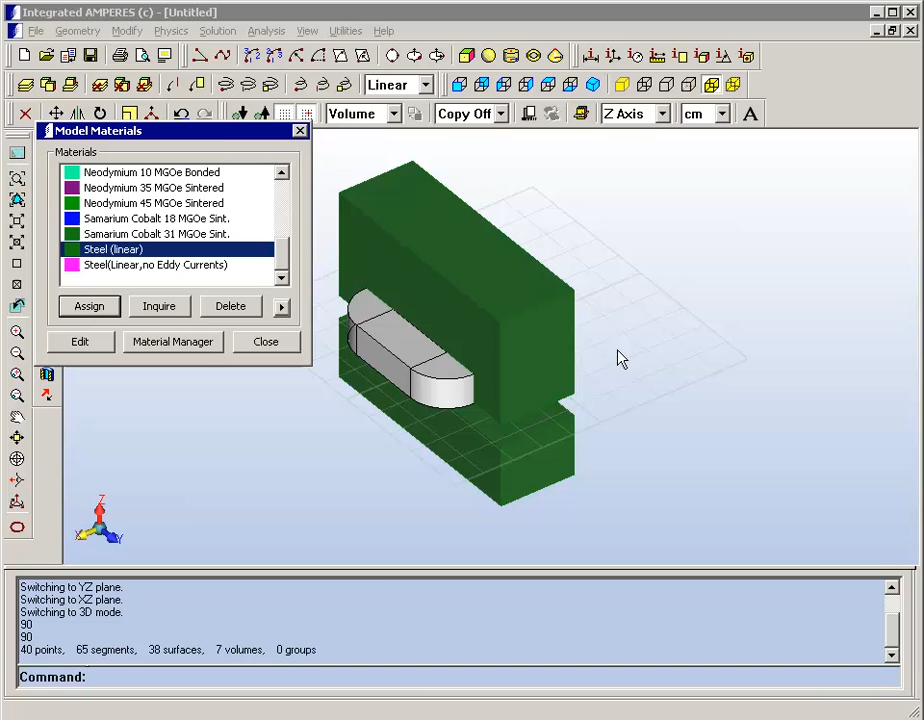 Integrated AMPERES (c) - [Untitled]
File Geometry Modify Physics Solution Analysis View Utilities Help
Linear
Volume Copy Off Z Axis cm A
Model Materials
Materials
Neodymium 10 MGOe Bonded
Neodymium 35 MGOe Sintered
Neodymium 45 MGOe Sintered
Samarium Cobalt 18 MGOe Sint.
Samarium Cobalt 31 MGOe Sint.
Steel (linear)
Steel(Linear,no Eddy Currents)
Assign Inquire Delete
Edit Material Manager Close
Z
X Y
Switching to YZ plane.
Switching to XZ plane.
Switching to 3D mode.
90
90
40 points, 65 segments, 38 surfaces, 7 volumes, 0 groups
Command: